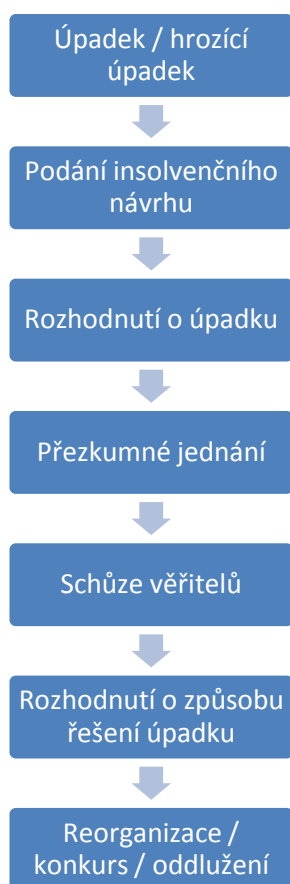 Úpadek / hrozící
úpadek
Podání insolvenčního
návrhu
Rozhodnutí o úpadku
Přezkumné jednání
Schůze věřitelů
Rozhodnutí o způsobu
řešení úpadku
Reorganizace /
konkurs / oddlužení